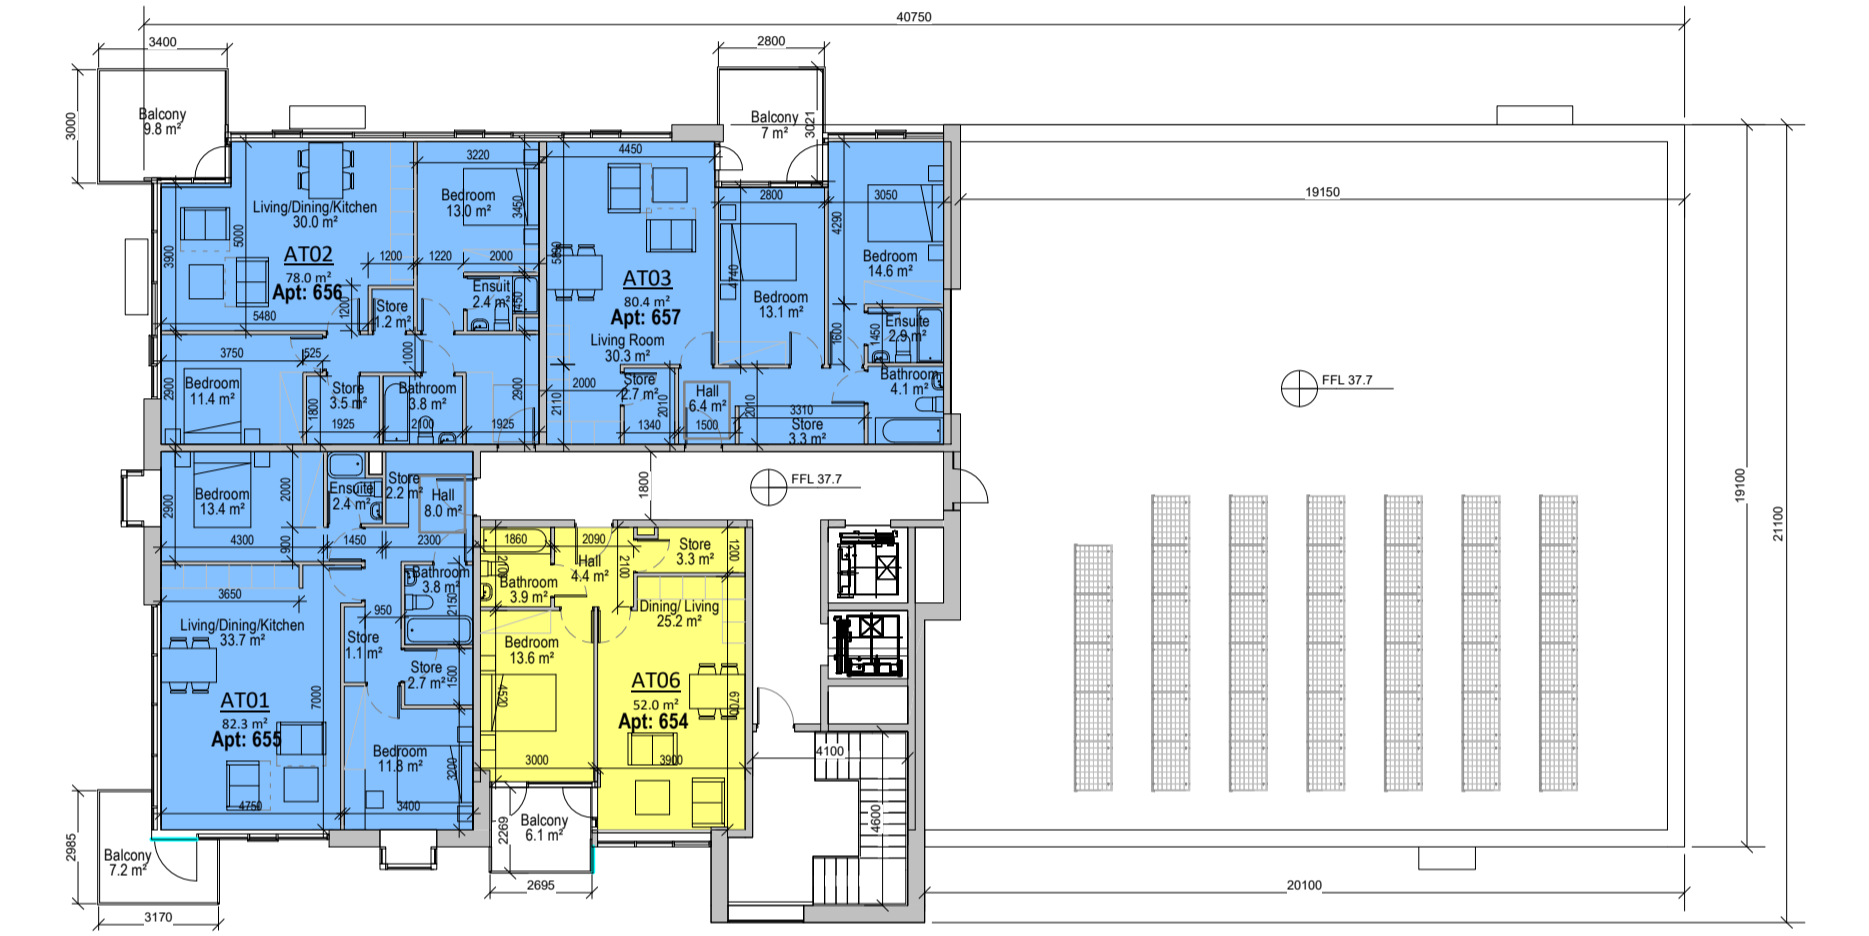 40750
3400
2800
3000
Balcony
9.8 m²
Balcony
7 m²
3021
3220
4450
Bedroom
13.0 m²
3450
2800
3050
19150
Living/Dining/Kitchen
30.0 m²
5000
3900
4290
AT02
78.0 m²
Apt: 656
1200
1220
2000
5890
AT03
80.4 m²
Apt: 657
4740
Bedroom
14.6 m²
Ensuit
2.4 m²
1450
Store
1.2 m²
1200
5480
Bedroom
13.1 m²
Living Room
30.3 m²
1600
1450
Ensuite
2.9 m²
3750
525
1000
Bedroom
11.4 m²
2900
Store
3.5 m²
1800
Bathroom
3.8 m²
2900
2000
2110
Store
2.7 m²
2010
Hall
6.4 m²
2010
Bathroom
4.1 m²
FFL 37.7
1925
2100
1925
1340
1500
3310
Store
3.3 m²
Bedroom
13.4 m²
2900
2000
Ensuite
2.4 m²
Store
2.2 m²
Hall
8.0 m²
1800
FFL 37.7
19100
21100
4300
900
1450
2300
1860
2090
Store
3.3 m²
1200
Hall
4.4 m²
2100
2100
Bathroom
3.8 m²
Bathroom
3.9 m²
3650
950
2150
Dining/ Living
25.2 m²
Living/Dining/Kitchen
33.7 m²
Store
1.1 m²
Bedroom
13.6 m²
Store
2.7 m²
1500
AT01
82.3 m²
Apt: 655
7000
4520
AT06
52.0 m²
Apt: 654
6700
Bedroom
11.8 m²
3200
3000
3900
4100
4750
3400
2985
2269
Balcony
6.1 m²
4600
Balcony
7.2 m²
2695
20100
3170